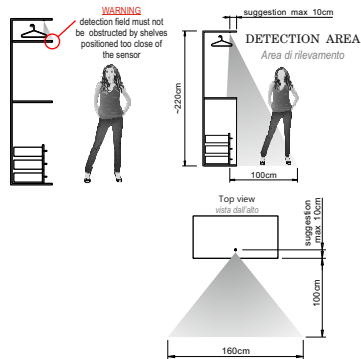 WARNING
detection field must not
be obstructed by shelves
positioned too close of
the sensor
suggestion max 10cm
DETECTION AREA
Area di rilevamento
~220cm
100cm
Top view
vista dall'alto
suggestion
max 10cm
100cm
160cm